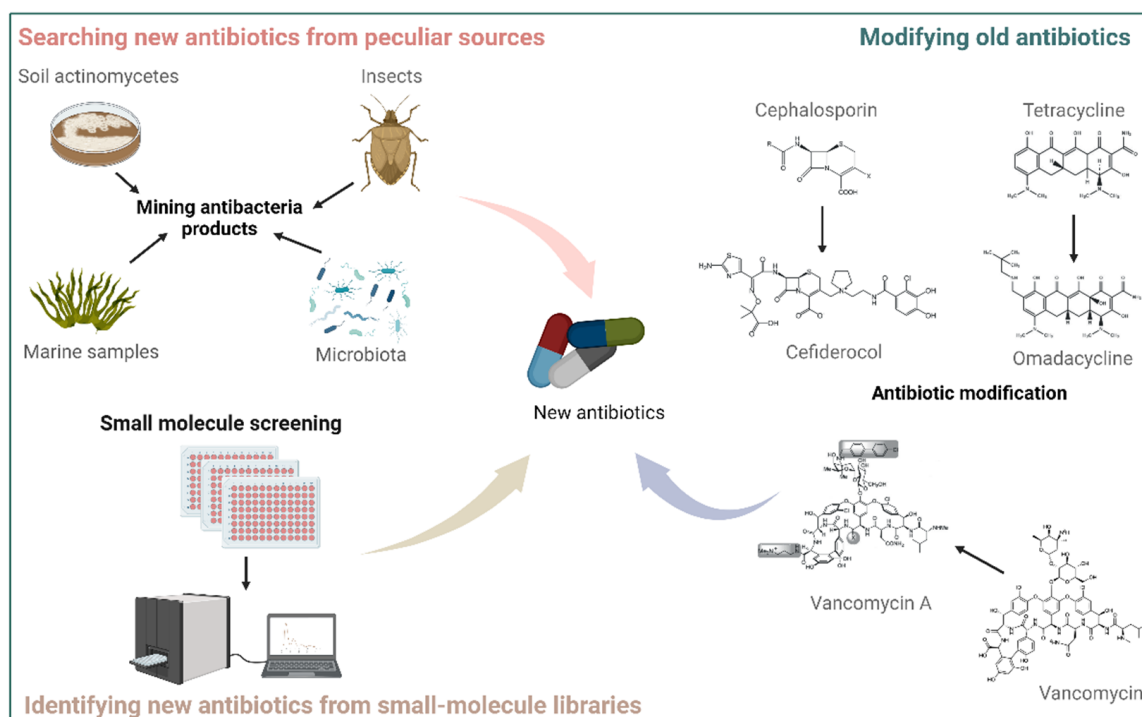 Searching new antibiotics from peculiar sources
Modifying old antibiotics
Soil actinomycetes
Insects
Mining antibacteria
products
Marine samples
Microbiota
Cephalosporin
Tetracycline
Cefiderocol
Omadacycline
Antibiotic modification
New antibiotics
Small molecule screening
Vancomycin A
Vancomycin
Identifying new antibiotics from small-molecule libraries